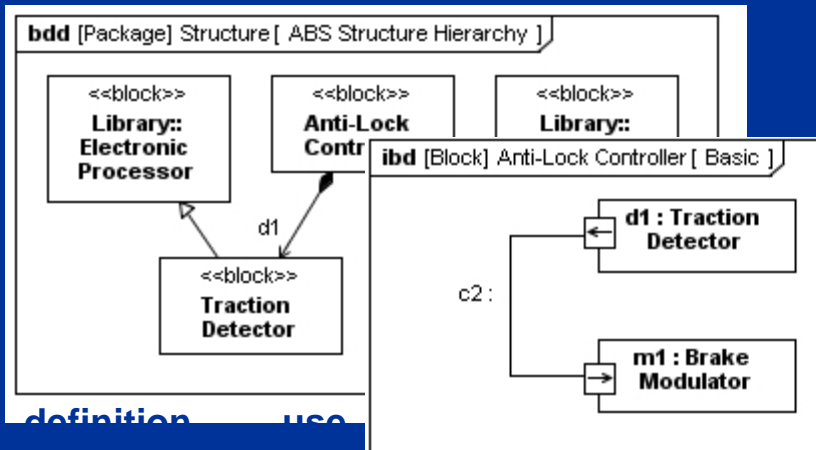 bdd [Package] Structure [ ABS Structure Hierarchy ]
<<block>>
Library::
Electronic
Processor
<<block>>
Anti-Lock
Contr
<<block>>
Library::
d1
<<block>>
Traction
Detector
definition use
ibd [Block] Anti-Lock Controller [ Basic ]
d1 : Traction
Detector
c2 :
m1 : Brake
Modulator